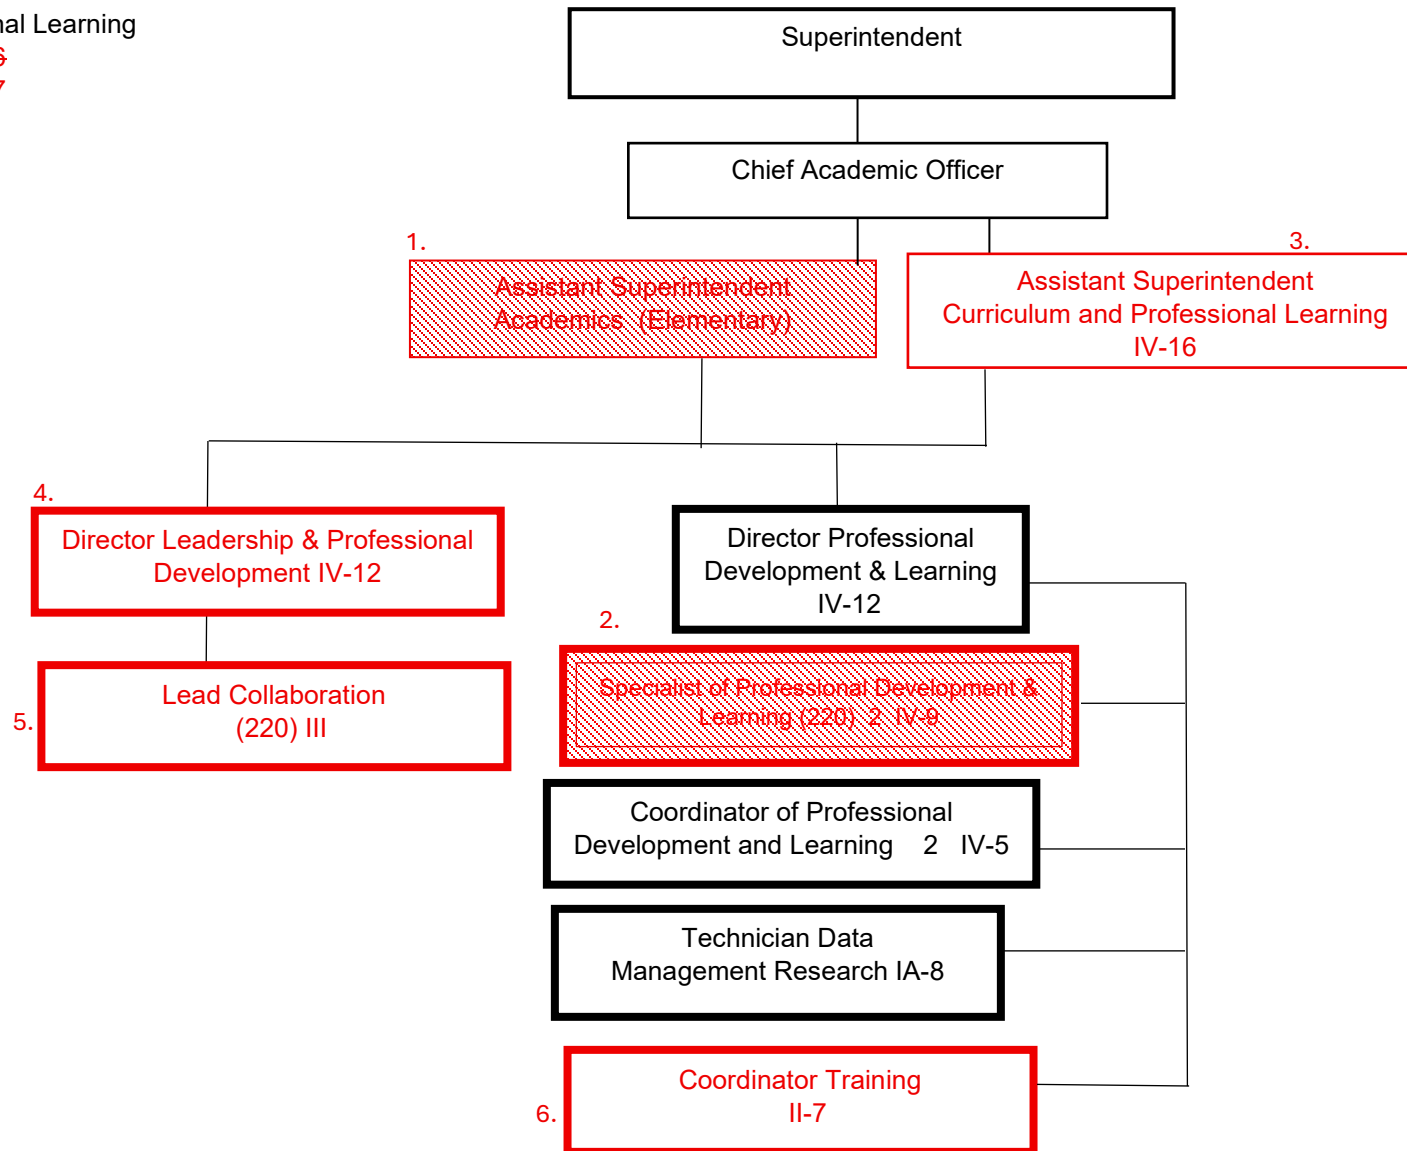 nal Learning
6
7
Superintendent
Chief Academic Officer
1.
Assistant Superintendent
Academics (Elementary)
3.
Assistant Superintendent
Curriculum and Professional Learning
IV-16
4.
Director Leadership & Professional
Development IV-12
Director Professional
Development & Learning
IV-12
2.
Specialist of Professional Development &
Learning (220) 2 IV-9
5.
Lead Collaboration
(220) III
Coordinator of Professional
Development and Learning 2 IV-5
Technician Data
Management Research IA-8
6.
Coordinator Training
II-7